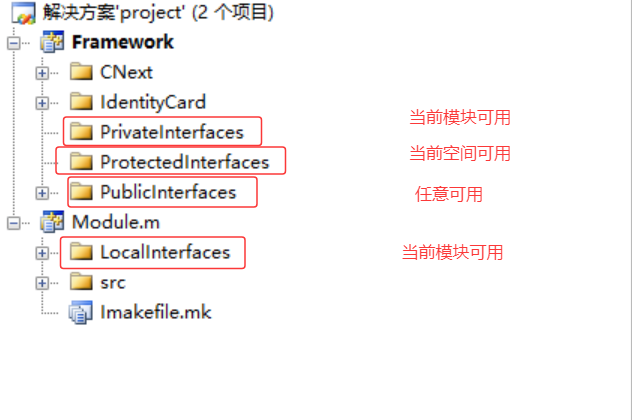 解决方案'project' (2 个项目)
Framework
CNext
IdentityCard
PrivateInterfaces 当前模块可用
ProtectedInterfaces 当前空间可用
PublicInterfaces 任意可用
Module.m
LocalInterfaces 当前模块可用
src
Imakefile.mk